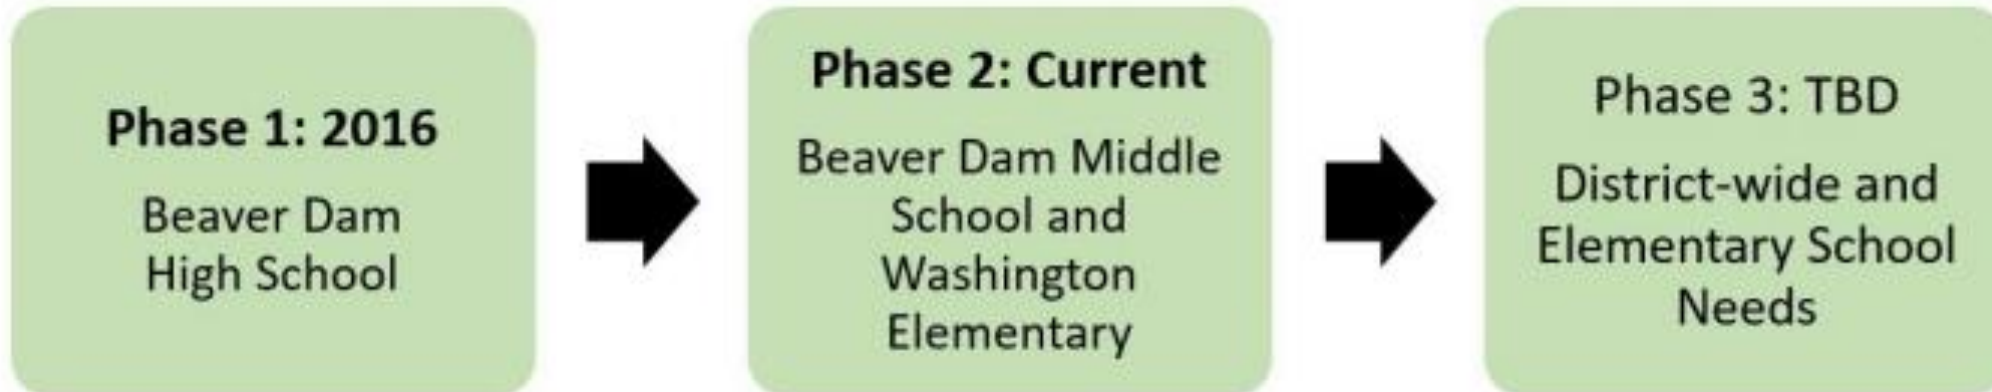 Phase 1: 2016
Beaver Dam
High School
Phase 2: Current
Beaver Dam Middle
School and
Washington
Elementary
Phase 3: TBD
District-wide and
Elementary School
Needs